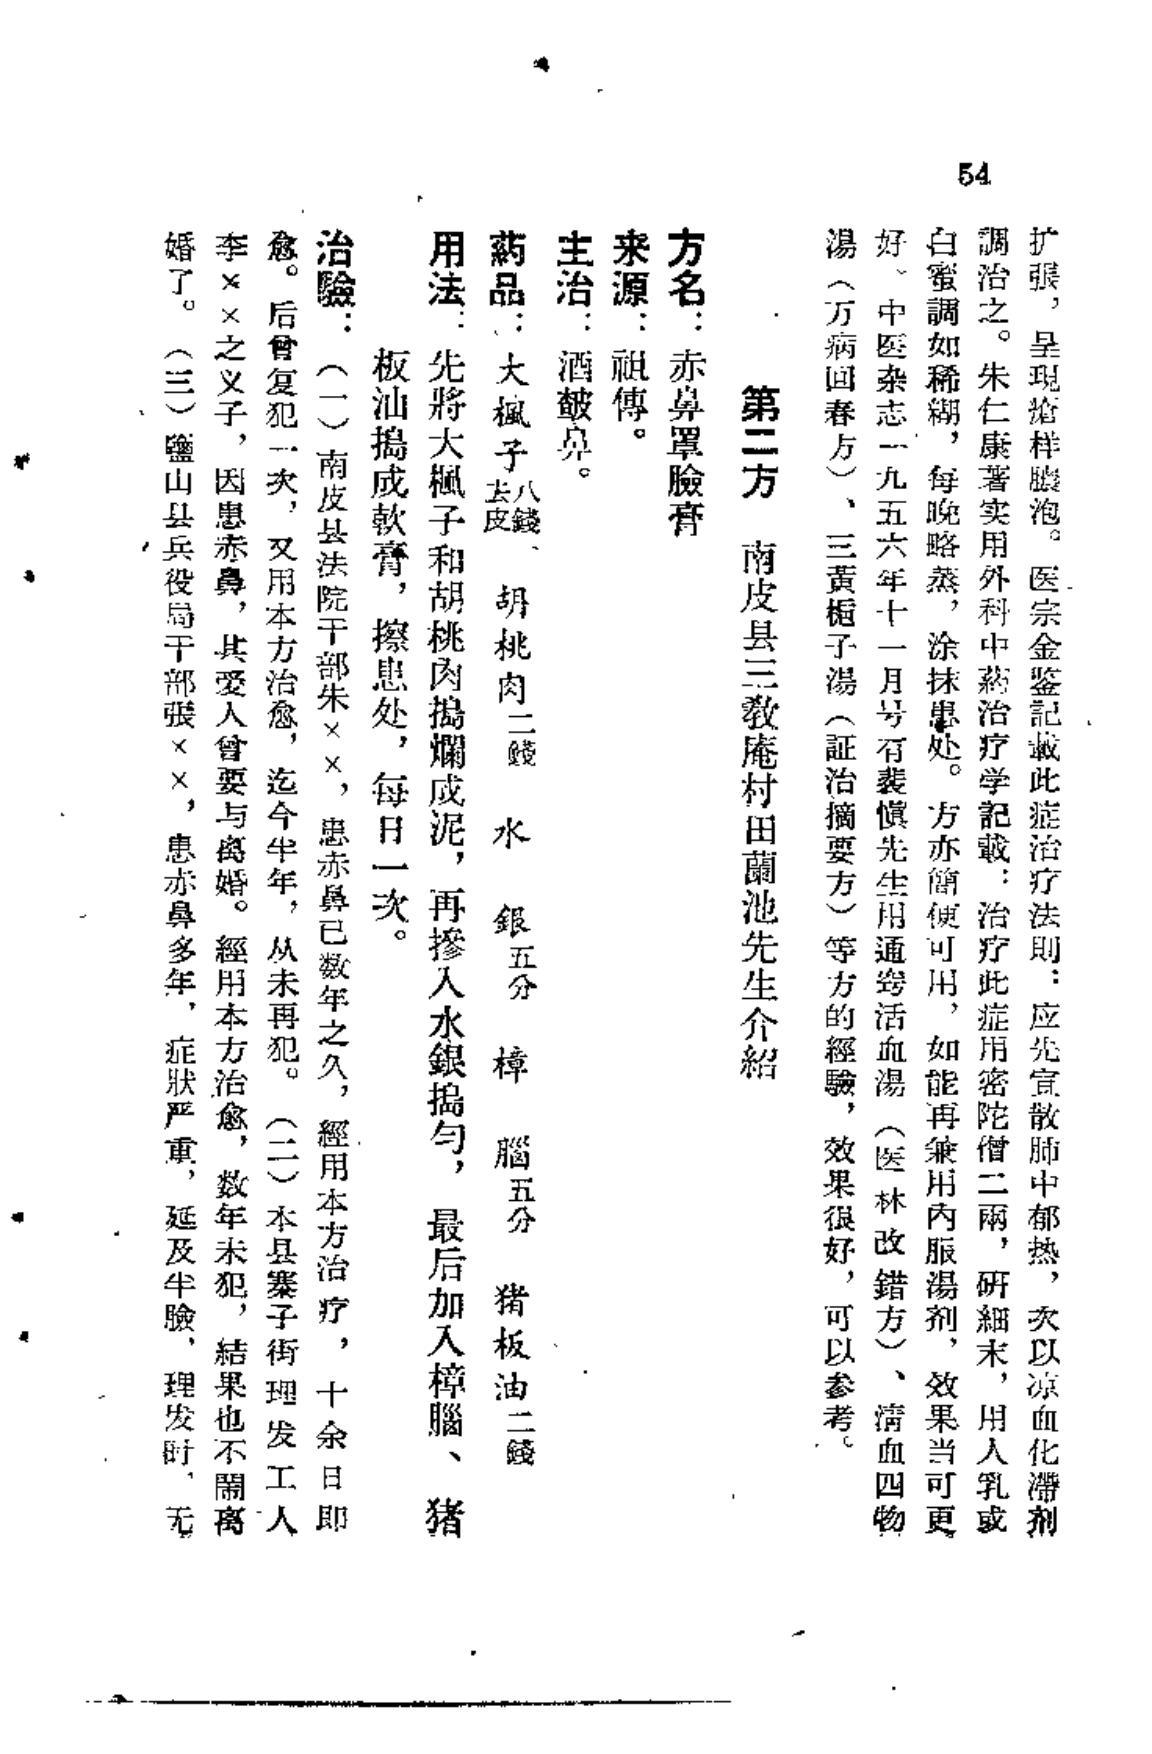 54
扩張，呈現瘡样膿泡。医宗金鉴記載此症治疗法則：应先宣散肺中郁热，次以凉血化滯剂
調治之。朱仁康著实用外科中葯治疗学記載：治疗此症用密陀僧二兩，研細末，用人乳或
白蜜調如稀糊，每晚略蒸，涂抹患处。方亦簡便可用，如能再兼用內服湯剂，效果当可更
好、中医杂志一九五六年十一月号有裴愼先生用通窍活血湯（医林改錯方）、清血四物
湯（万病回春方）、三黃梔子湯（証治摘要方）等方的經驗，效果很好，可以参考。
第二方　南皮县三敎庵村田蘭池先生介紹
方名：赤鼻罩臉膏
来源：祖傳。
主治：酒皶鼻。
葯品：大楓子八錢去皮、胡桃肉二錢　水銀五分　樟腦五分　猪板油二錢
用法：先將大楓子和胡桃肉搗爛成泥，再摻入水銀搗勻，最后加入樟腦、猪
板油搗成軟膏，擦患处，每日一次。
治驗：（一）南皮县法院干部朱××，患赤鼻已数年之久，經用本方治疗，十余日即
愈。后曾复犯一次，又用本方治愈，迄今半年，从未再犯。（二）本县寨子街理发工人
李××之义子，因患赤鼻，其爱人曾要与离婚。經用本方治愈，数年未犯，結果也不鬧离
婚了。（三）鹽山县兵役局干部張××，患赤鼻多年，症狀严重，延及半臉，理发时，无